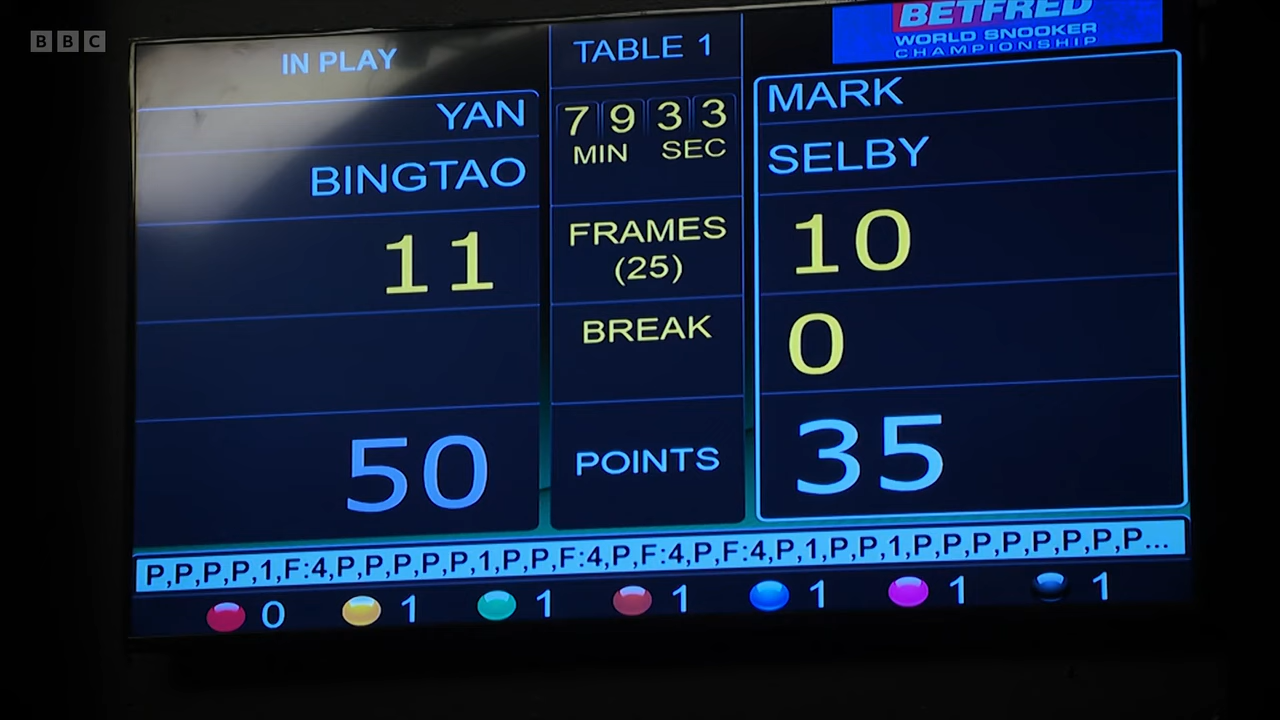 BBC
BETFRED
WORLD SNOOKER
CHAMPIONSHIP
IN PLAY
TABLE 1
YAN
BINGTAO
79 33
MIN SEC
MARK
SELBY
11
FRAMES
(25)
10
BREAK
0
50
POINTS
35
P,P,P,P,1,F:4,P,P,P,P,P,1,P,P,F:4,P,F:4,P,F:4,P,1,P,P,1,P,P,P,P,P,P,P,P...
0 1 1 1 1 1 1